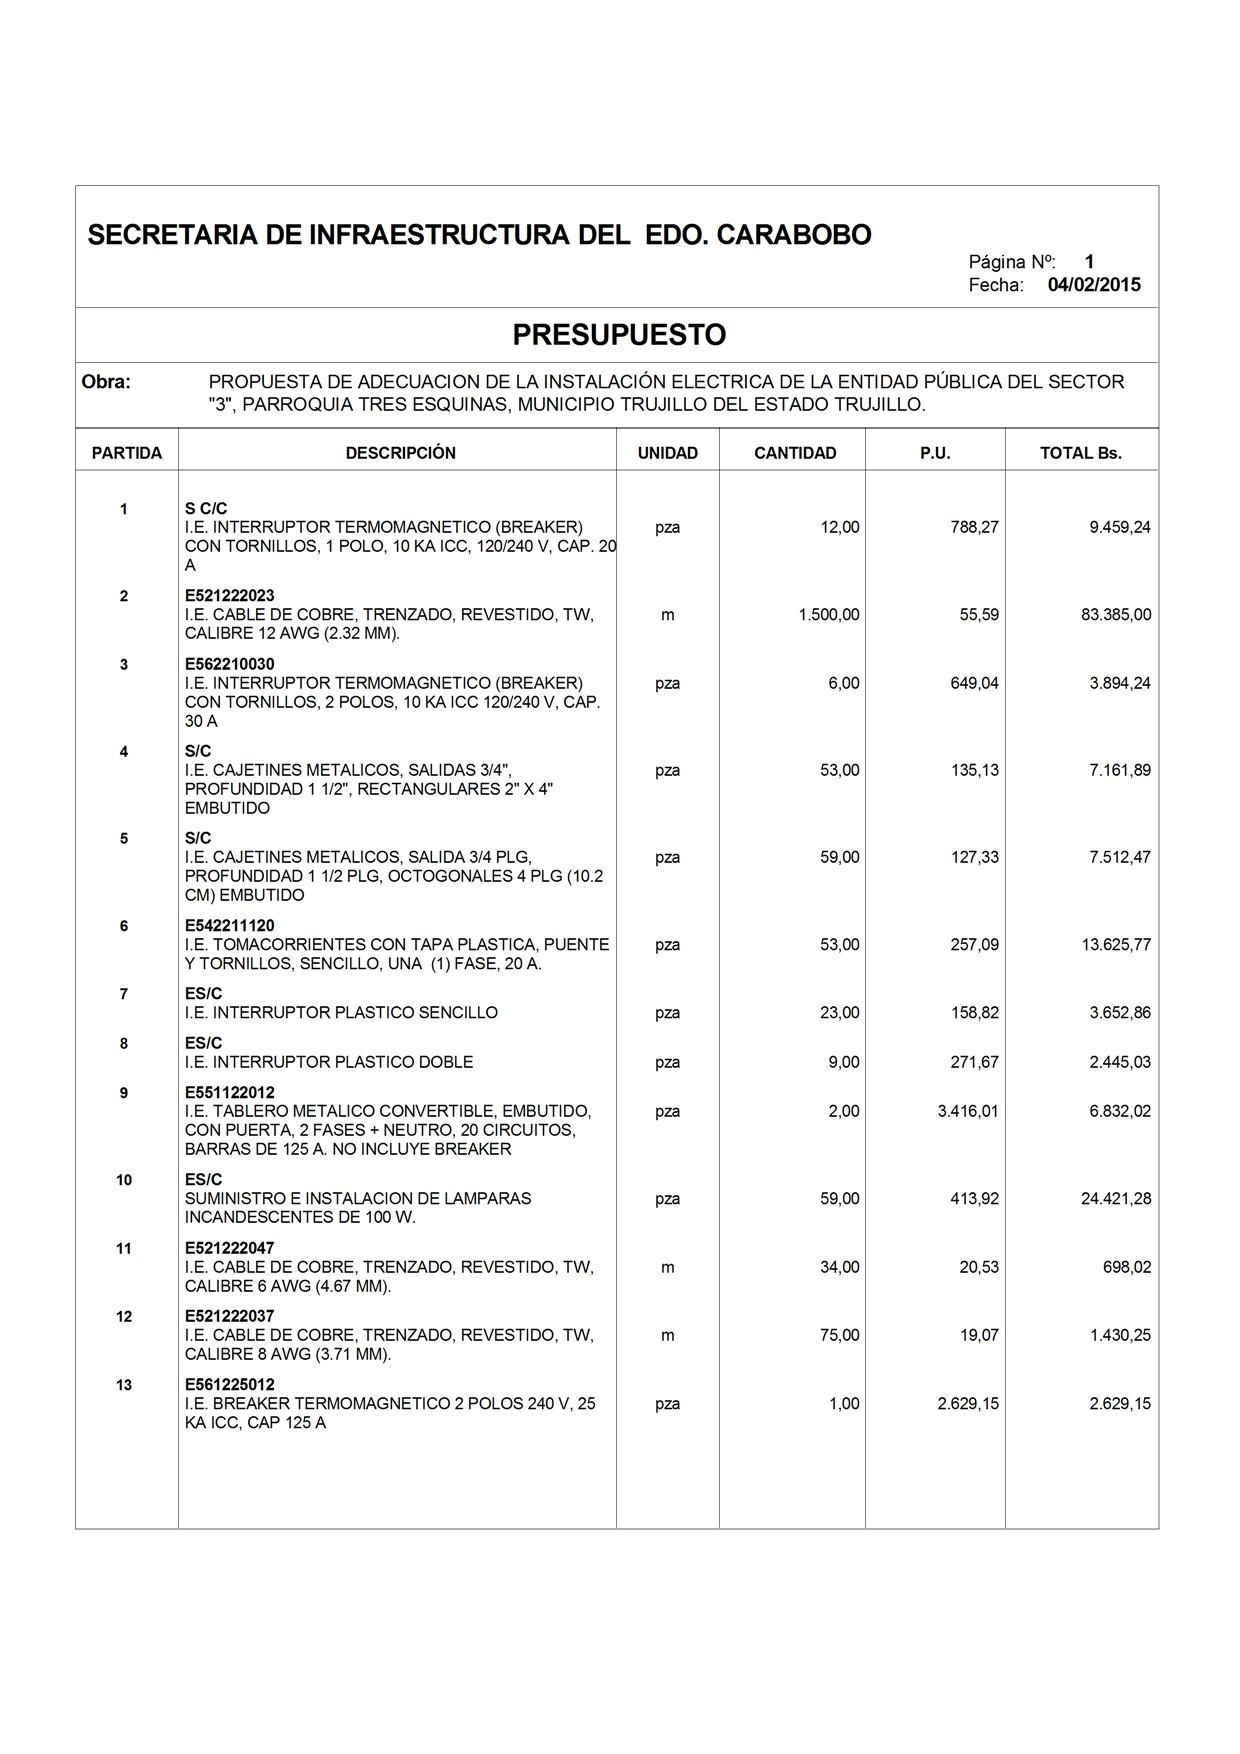 SECRETARIA DE INFRAESTRUCTURA DEL EDO. CARABOBO
Página Nº: 1
Fecha: 04/02/2015
PRESUPUESTO
Obra: PROPUESTA DE ADECUACION DE LA INSTALACIÓN ELECTRICA DE LA ENTIDAD PÚBLICA DEL SECTOR
"3", PARROQUIA TRES ESQUINAS, MUNICIPIO TRUJILLO DEL ESTADO TRUJILLO.
PARTIDA DESCRIPCIÓN UNIDAD CANTIDAD P.U. TOTAL Bs.
1 S C/C
I.E. INTERRUPTOR TERMOMAGNETICO (BREAKER) pza 12,00 788,27 9.459,24
CON TORNILLOS, 1 POLO, 10 KA ICC, 120/240 V, CAP. 20
A
2 E521222023
I.E. CABLE DE COBRE, TRENZADO, REVESTIDO, TW, m 1.500,00 55,59 83.385,00
CALIBRE 12 AWG (2.32 MM).
3 E562210030
I.E. INTERRUPTOR TERMOMAGNETICO (BREAKER) pza 6,00 649,04 3.894,24
CON TORNILLOS, 2 POLOS, 10 KA ICC 120/240 V, CAP.
30 A
4 S/C
I.E. CAJETINES METALICOS, SALIDAS 3/4", pza 53,00 135,13 7.161,89
PROFUNDIDAD 1 1/2", RECTANGULARES 2" X 4"
EMBUTIDO
5 S/C
I.E. CAJETINES METALICOS, SALIDA 3/4 PLG, pza 59,00 127,33 7.512,47
PROFUNDIDAD 1 1/2 PLG, OCTOGONALES 4 PLG (10.2
CM) EMBUTIDO
6 E542211120
I.E. TOMACORRIENTES CON TAPA PLASTICA, PUENTE pza 53,00 257,09 13.625,77
Y TORNILLOS, SENCILLO, UNA (1) FASE, 20 A.
7 ES/C
I.E. INTERRUPTOR PLASTICO SENCILLO pza 23,00 158,82 3.652,86
8 ES/C
I.E. INTERRUPTOR PLASTICO DOBLE pza 9,00 271,67 2.445,03
9 E551122012
I.E. TABLERO METALICO CONVERTIBLE, EMBUTIDO, pza 2,00 3.416,01 6.832,02
CON PUERTA, 2 FASES + NEUTRO, 20 CIRCUITOS,
BARRAS DE 125 A. NO INCLUYE BREAKER
10 ES/C
SUMINISTRO E INSTALACION DE LAMPARAS pza 59,00 413,92 24.421,28
INCANDESCENTES DE 100 W.
11 E521222047
I.E. CABLE DE COBRE, TRENZADO, REVESTIDO, TW, m 34,00 20,53 698,02
CALIBRE 6 AWG (4.67 MM).
12 E521222037
I.E. CABLE DE COBRE, TRENZADO, REVESTIDO, TW, m 75,00 19,07 1.430,25
CALIBRE 8 AWG (3.71 MM).
13 E561225012
I.E. BREAKER TERMOMAGNETICO 2 POLOS 240 V, 25 pza 1,00 2.629,15 2.629,15
KA ICC, CAP 125 A